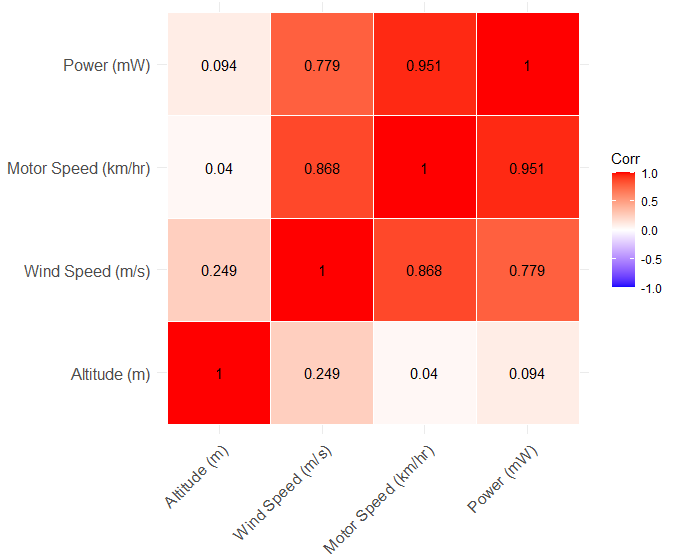 Power (mW) 0.094 0.779 0.951 1
Motor Speed (km/hr) 0.04 0.868 1 0.951
Wind Speed (m/s) 0.249 1 0.868 0.779
Altitude (m) 1 0.249 0.04 0.094
Altitude (m) Wind Speed (m/s) Motor Speed (km/hr) Power (mW)
Corr
1.0
0.5
0.0
-0.5
-1.0